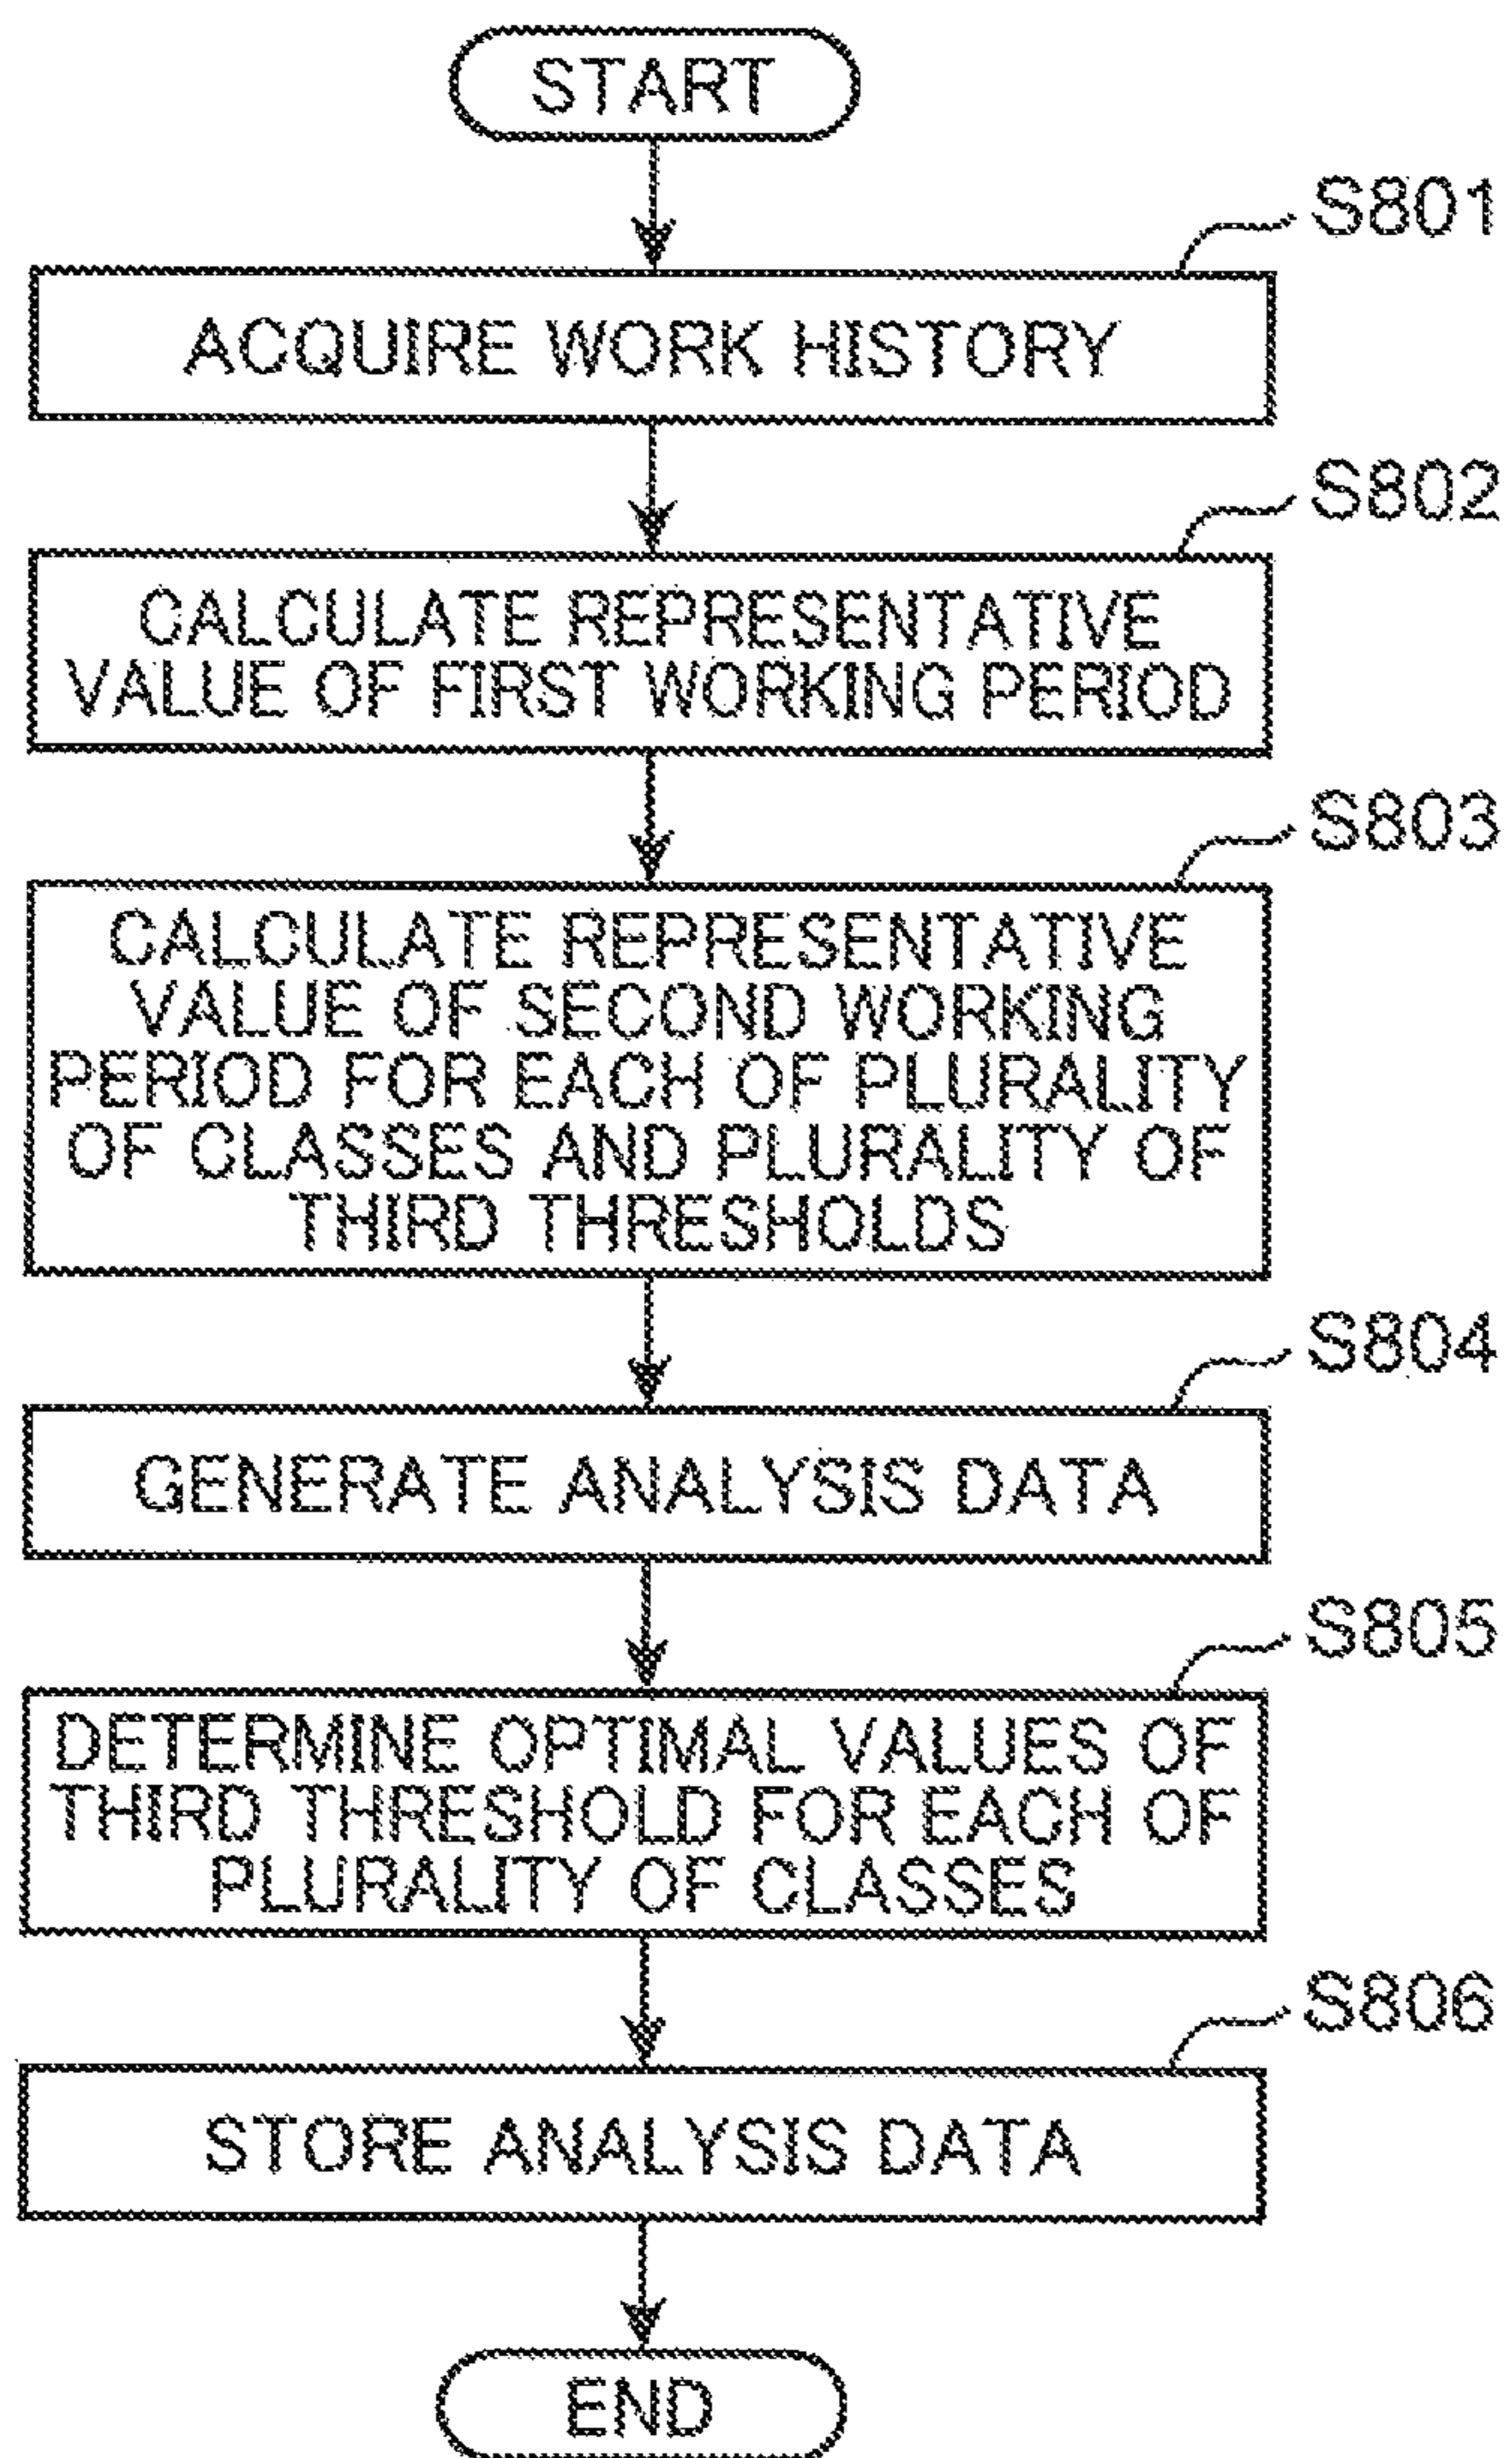 START
S801
ACQUIRE WORK HISTORY
S802
CALCULATE REPRESENTATIVE
VALUE OF FIRST WORKING PERIOD
S803
CALCULATE REPRESENTATIVE
VALUE OF SECOND WORKING
PERIOD FOR EACH OF PLURALITY
OF CLASSES AND PLURALITY OF
THIRD THRESHOLDS
S804
GENERATE ANALYSIS DATA
S805
DETERMINE OPTIMAL VALUES OF
THIRD THRESHOLD FOR EACH OF
PLURALITY OF CLASSES
S806
STORE ANALYSIS DATA
END